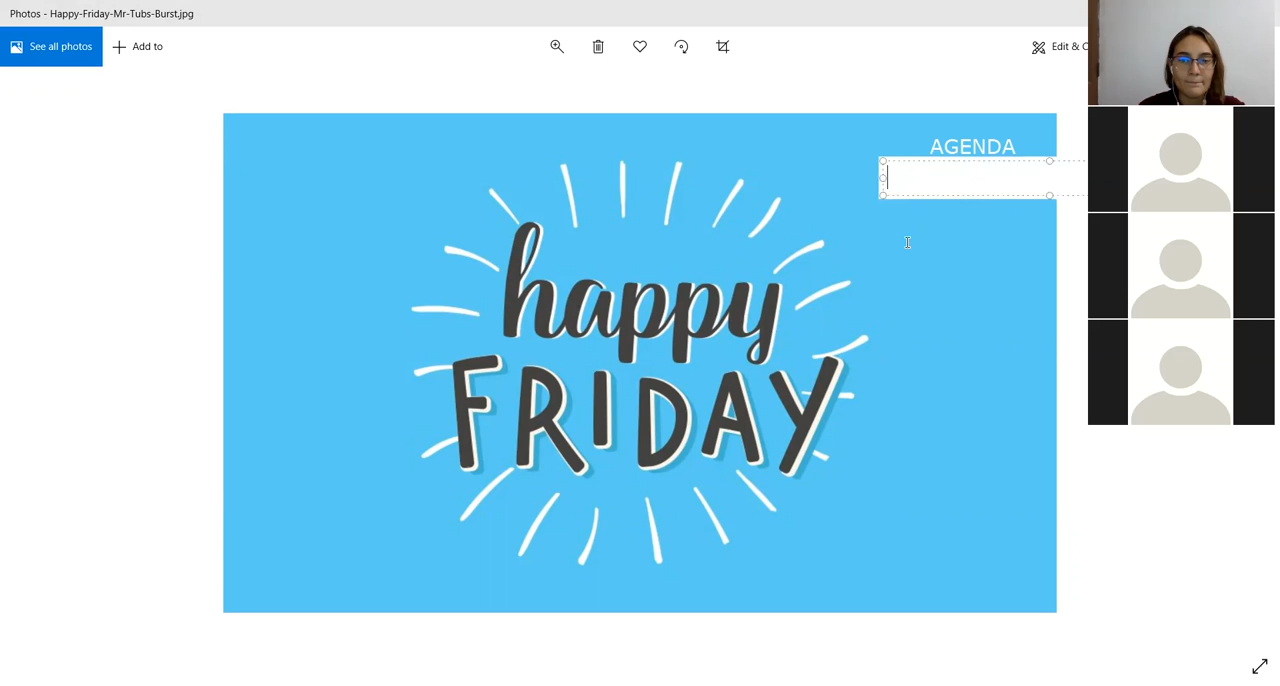 Photos - Happy-Friday-Mr-Tubs-Burst.jpg
See all photos
Add to
Edit & C
AGENDA
happy
FRIDAY